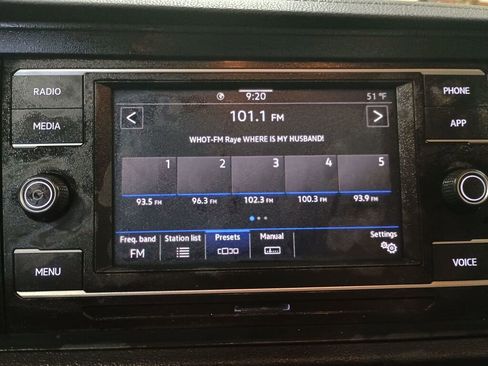 RADIO
MEDIA
MENU
PHONE
APP
VOICE
9:20
51 °F
101.1 FM
< >
WHOT-FM Raye WHERE IS MY HUSBAND!
1 2 3 4 5
93.5 FM 96.3 FM 102.3 FM 100.3 FM 93.9 FM
Freq. band Station list Presets Manual Settings
FM